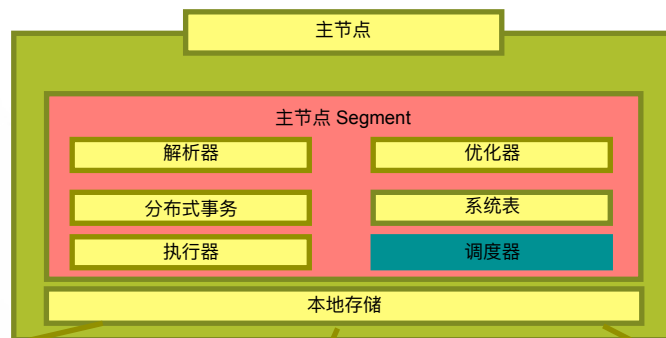 主节点
主节点 Segment
解析器
优化器
分布式事务
系统表
执行器
调度器
本地存储